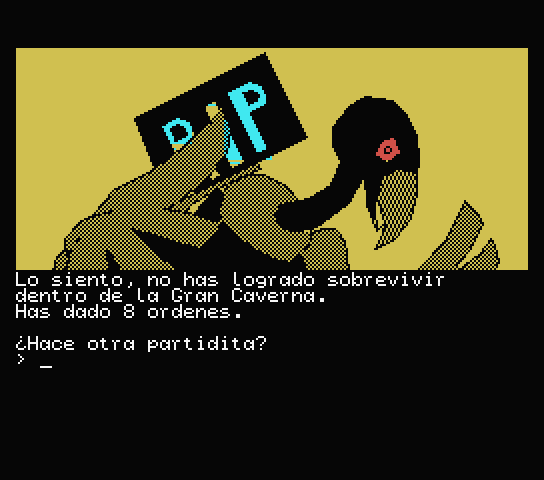 RIP
Lo siento, no has logrado sobrevivir
dentro de la Gran Caverna.
Has dado 8 ordenes.
¿Hace otra partidita?
> _